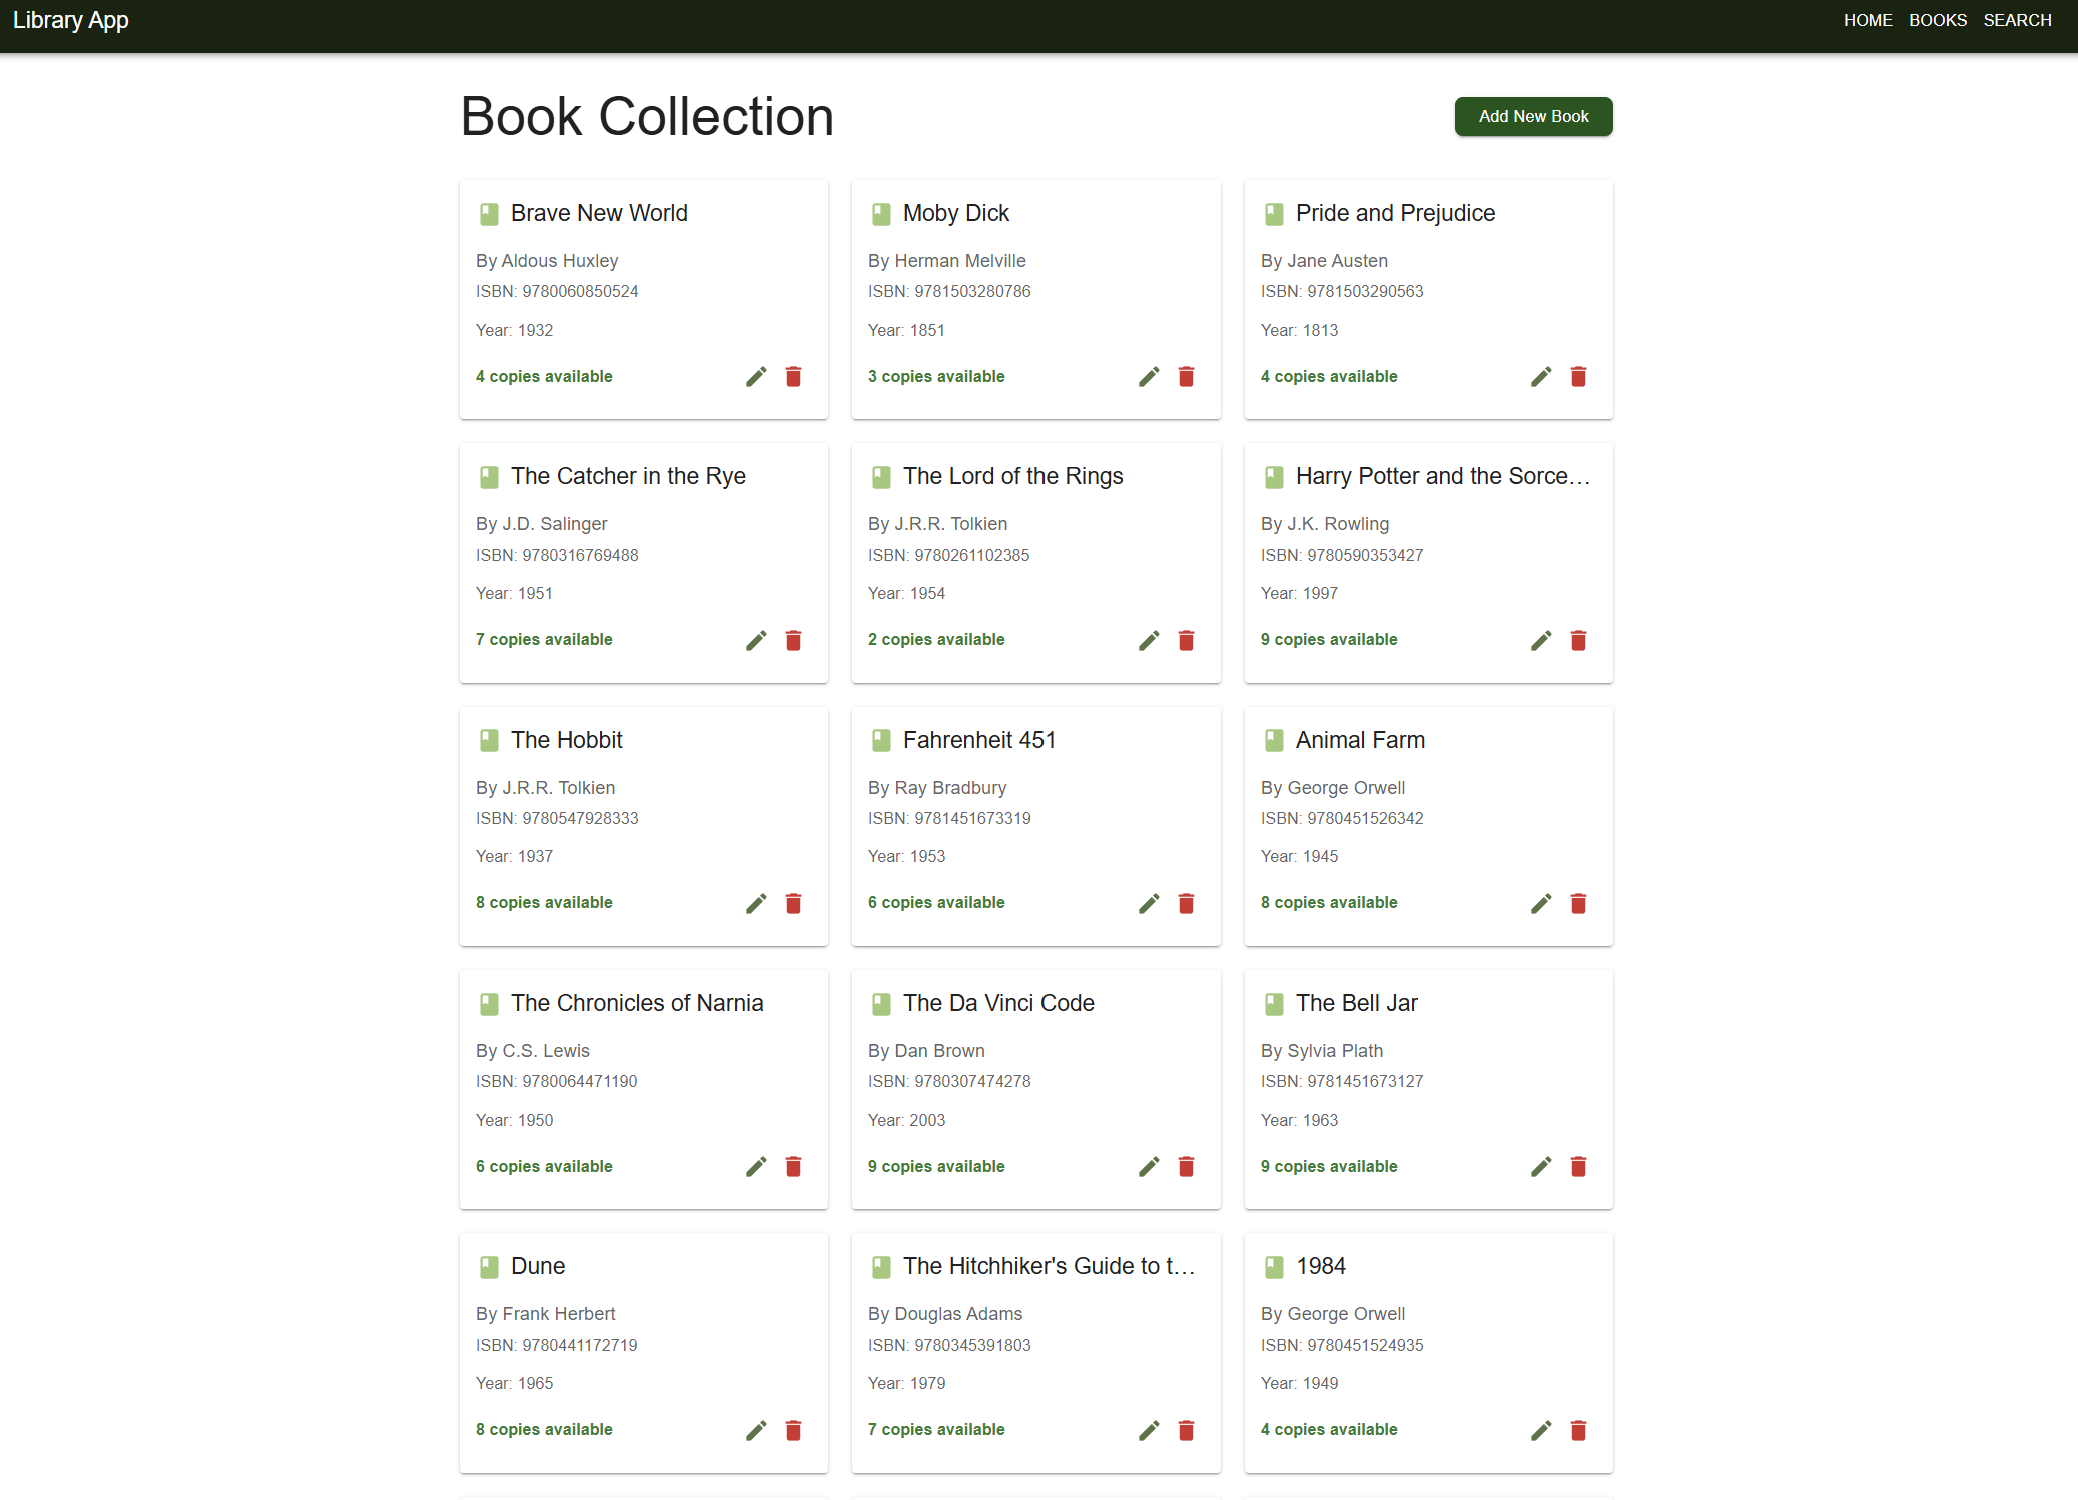 Library App
HOME BOOKS SEARCH
Book Collection
Add New Book
Brave New World
By Aldous Huxley
ISBN: 9780060850524
Year: 1932
4 copies available
Moby Dick
By Herman Melville
ISBN: 9781503280786
Year: 1851
3 copies available
Pride and Prejudice
By Jane Austen
ISBN: 9781503290563
Year: 1813
4 copies available
The Catcher in the Rye
By J.D. Salinger
ISBN: 9780316769488
Year: 1951
7 copies available
The Lord of the Rings
By J.R.R. Tolkien
ISBN: 9780261102385
Year: 1954
2 copies available
Harry Potter and the Sorce...
By J.K. Rowling
ISBN: 9780590353427
Year: 1997
9 copies available
The Hobbit
By J.R.R. Tolkien
ISBN: 9780547928333
Year: 1937
8 copies available
Fahrenheit 451
By Ray Bradbury
ISBN: 9781451673319
Year: 1953
6 copies available
Animal Farm
By George Orwell
ISBN: 9780451526342
Year: 1945
8 copies available
The Chronicles of Narnia
By C.S. Lewis
ISBN: 9780064471190
Year: 1950
6 copies available
The Da Vinci Code
By Dan Brown
ISBN: 9780307474278
Year: 2003
9 copies available
The Bell Jar
By Sylvia Plath
ISBN: 9781451673127
Year: 1963
9 copies available
Dune
By Frank Herbert
ISBN: 9780441172719
Year: 1965
8 copies available
The Hitchhiker's Guide to t...
By Douglas Adams
ISBN: 9780345391803
Year: 1979
7 copies available
1984
By George Orwell
ISBN: 9780451524935
Year: 1949
4 copies available